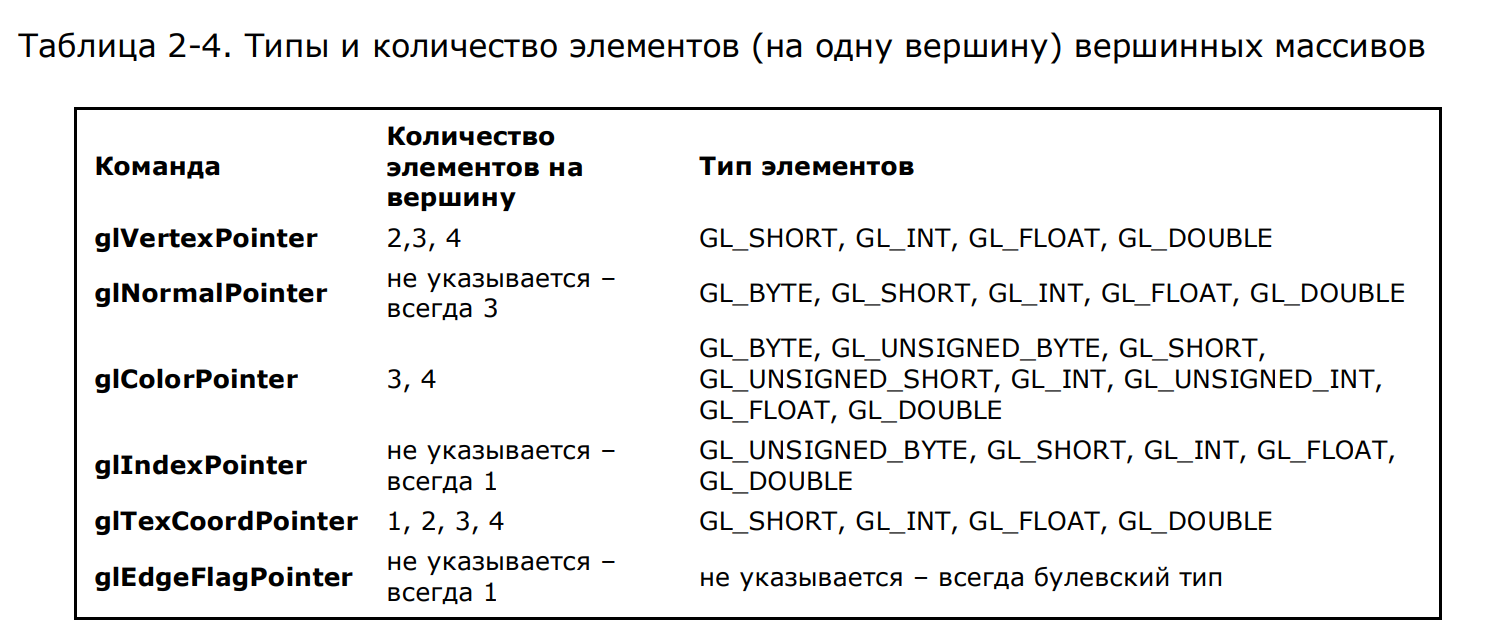 Таблица 2-4. Типы и количество элементов (на одну вершину) вершинных массивов
Команда
Количество
элементов на
вершину
Тип элементов
glVertexPointer
2,3, 4
GL_SHORT, GL_INT, GL_FLOAT, GL_DOUBLE
glNormalPointer
не указывается –
всегда 3
GL_BYTE, GL_SHORT, GL_INT, GL_FLOAT, GL_DOUBLE
glColorPointer
3, 4
GL_BYTE, GL_UNSIGNED_BYTE, GL_SHORT,
GL_UNSIGNED_SHORT, GL_INT, GL_UNSIGNED_INT,
GL_FLOAT, GL_DOUBLE
glIndexPointer
не указывается –
всегда 1
GL_UNSIGNED_BYTE, GL_SHORT, GL_INT, GL_FLOAT,
GL_DOUBLE
glTexCoordPointer
1, 2, 3, 4
GL_SHORT, GL_INT, GL_FLOAT, GL_DOUBLE
glEdgeFlagPointer
не указывается –
всегда 1
не указывается – всегда булевский тип